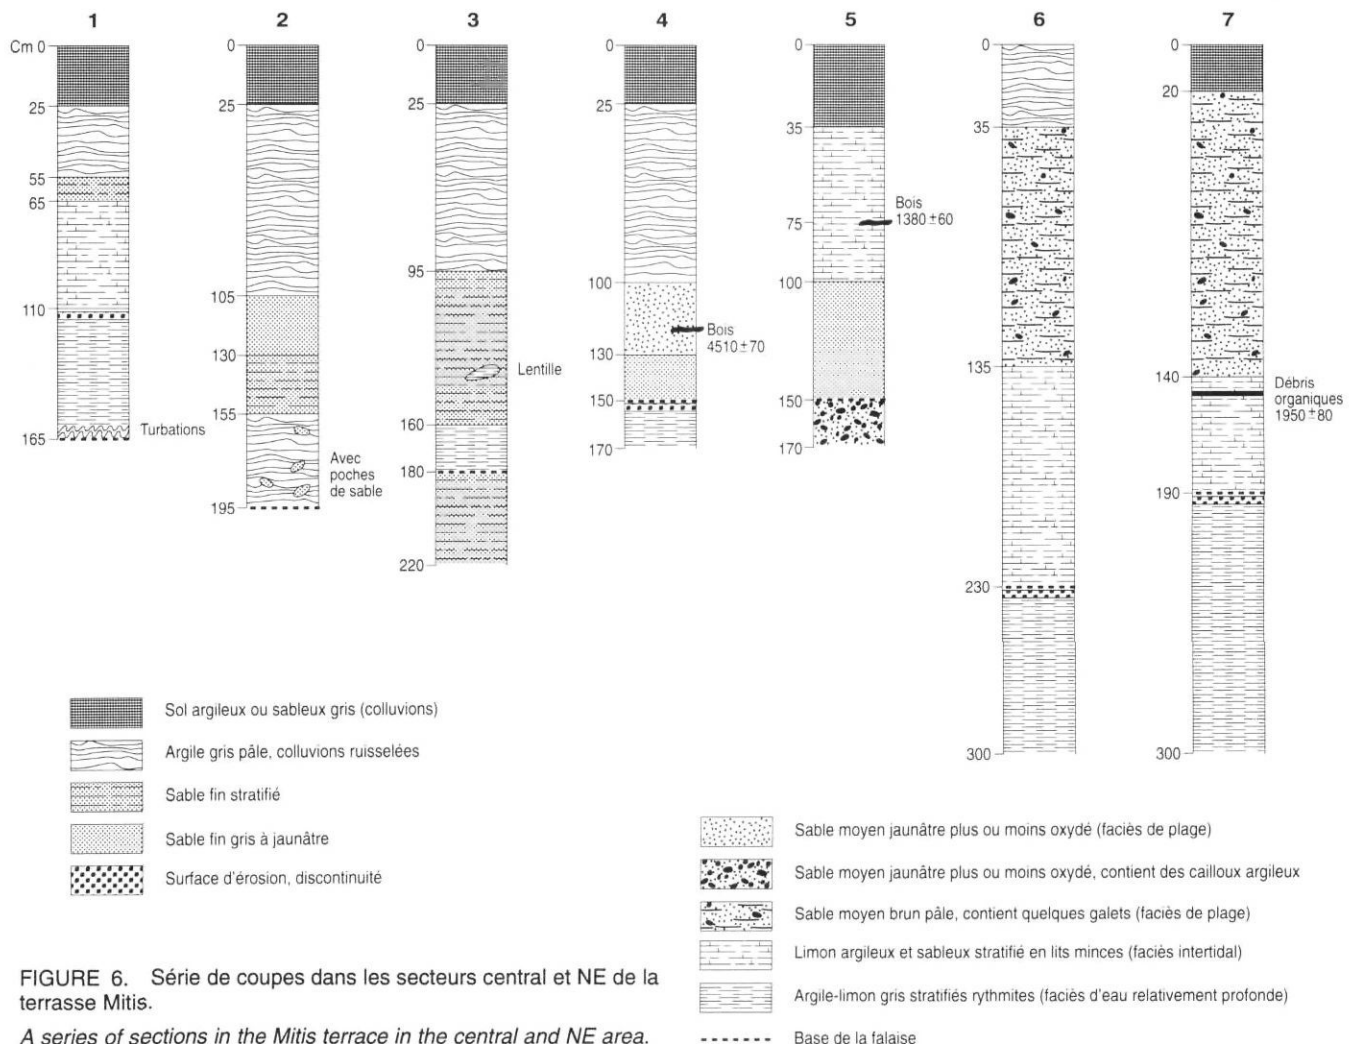 1 2 3 4 5 6 7
Cm 0
25
55
65
110
165
Turbations
0
25
105
130
155
195
Avec
poches
de sable
0
25
95
160
180
220
Lentille
0
25
100
130
150
170
Bois
4510±70
0
35
75
100
150
170
Bois
1380±60
0
35
135
230
300
0
20
140
190
300
Débris
organiques
1950±80
Sol argileux ou sableux gris (colluvions)
Argile gris pâle, colluvions ruisselées
Sable fin stratifié
Sable fin gris à jaunâtre
Surface d'érosion, discontinuité
Sable moyen jaunâtre plus ou moins oxydé (faciès de plage)
Sable moyen jaunâtre plus ou moins oxydé, contient des cailloux argileux
Sable moyen brun pâle, contient quelques galets (faciès de plage)
Limon argileux et sableux stratifié en lits minces (faciès intertidal)
Argile-limon gris stratifiés rythmites (faciès d'eau relativement profonde)
Base de la falaise
FIGURE 6. Série de coupes dans les secteurs central et NE de la
terrasse Mitis.
A series of sections in the Mitis terrace in the central and NE area.